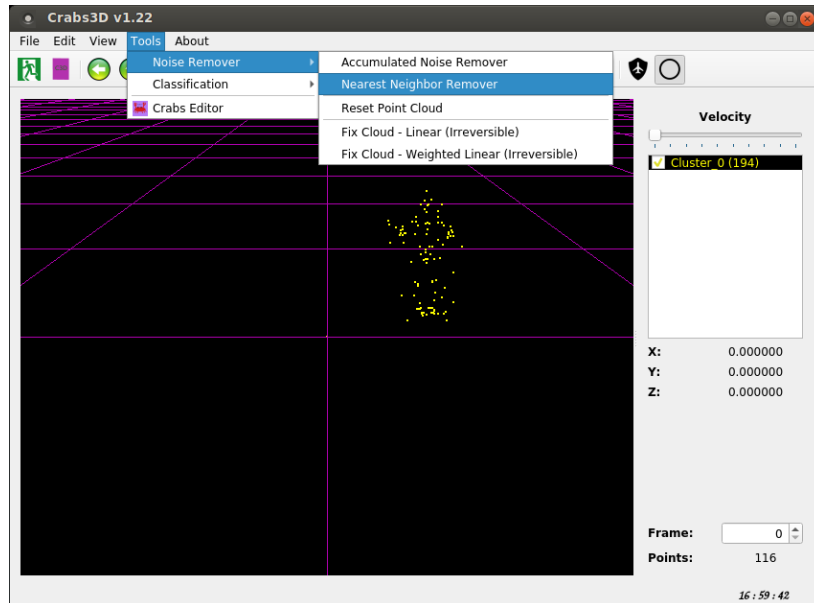 Crabs3D v1.22
File Edit View Tools About
Noise Remover
Classification
Crabs Editor
Accumulated Noise Remover
Nearest Neighbor Remover
Reset Point Cloud
Fix Cloud - Linear (Irreversible)
Fix Cloud - Weighted Linear (Irreversible)
Velocity
Cluster_0 (194)
X: 0.000000
Y: 0.000000
Z: 0.000000
Frame: 0
Points: 116
16 : 59 : 42